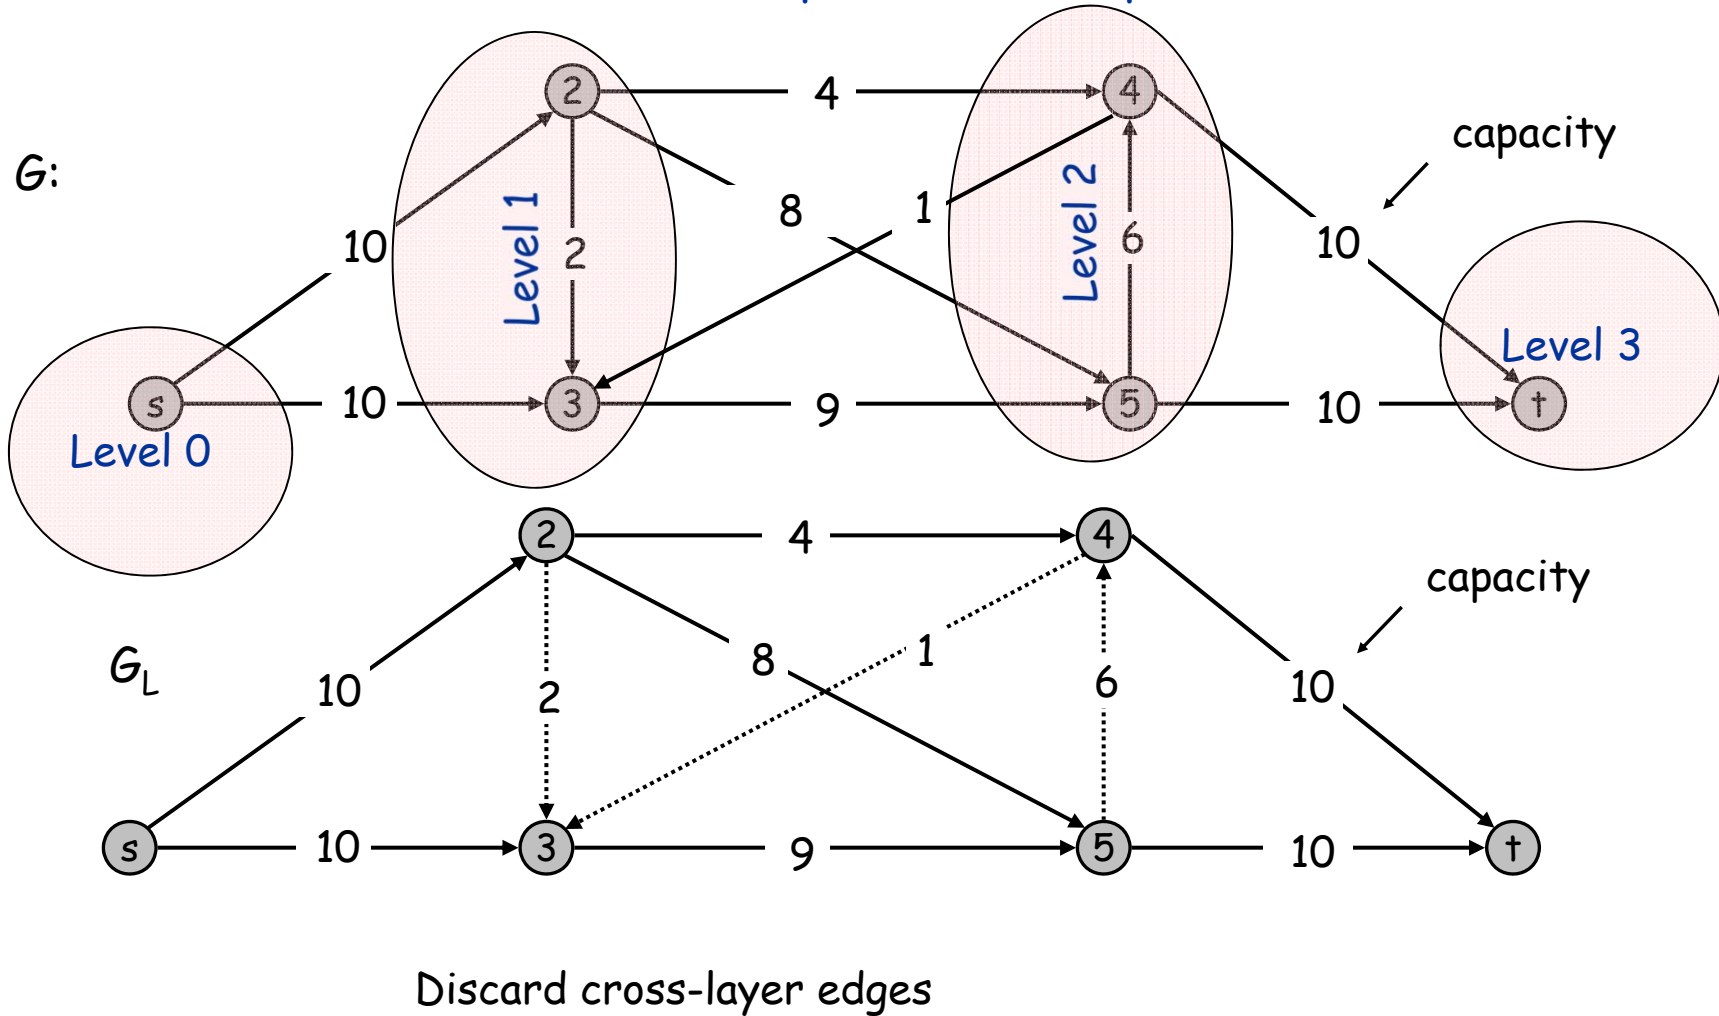 2 4 4
capacity
G:
Level 1
Level 2
8 1
10 2 6 10
Level 3
s 10 3 9 5 10 t
Level 0
2 4 4
capacity
G_L
8 1
10 2 6 10
s 10 3 9 5 10 t
Discard cross-layer edges